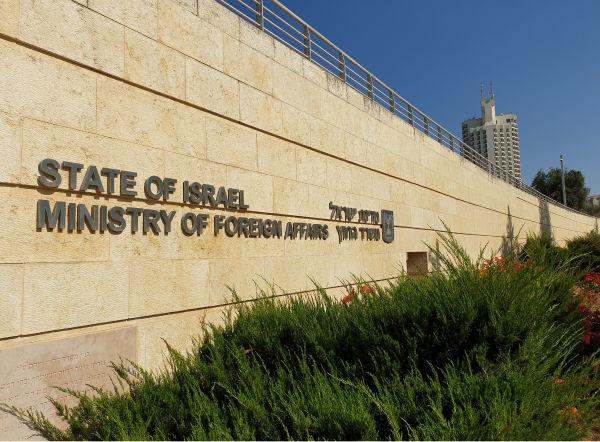 STATE OF ISRAEL
MINISTRY OF FOREIGN AFFAIRS
מדינת ישראל
משרד החוץ